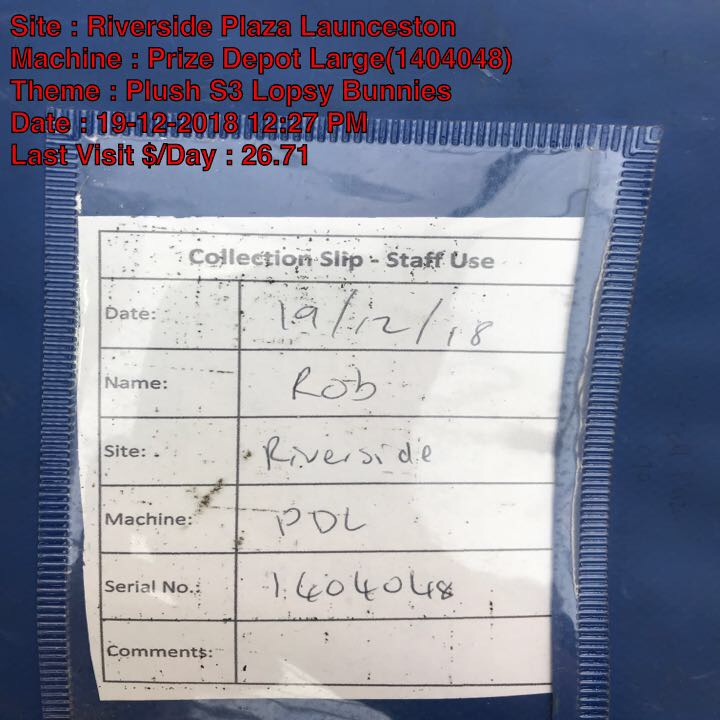 Site : Riverside Plaza Launceston
Machine : Prize Depot Large(1404048)
Theme : Plush S3 Lopsy Bunnies
Date : 19-12-2018 12:27 PM
Last Visit $/Day : 26.71
Collection Slip - Staff Use
Date: 19/12/18
Name: Rob
Site: Riverside
Machine: PDL
Serial No.: 1404048
Comments: